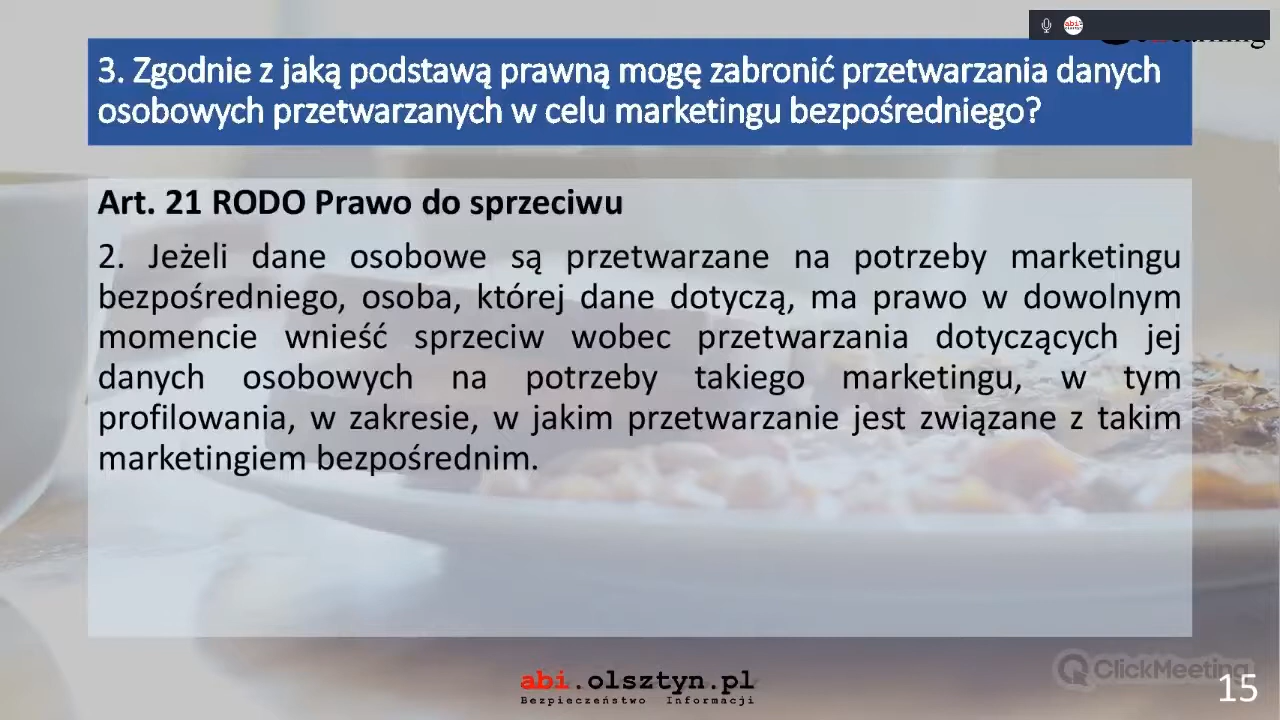 3. Zgodnie z jaką podstawą prawną mogę zabronić przetwarzania danych
osobowych przetwarzanych w celu marketingu bezpośredniego?
Art. 21 RODO Prawo do sprzeciwu
2. Jeżeli dane osobowe są przetwarzane na potrzeby marketingu
bezpośredniego, osoba, której dane dotyczą, ma prawo w dowolnym
momencie wnieść sprzeciw wobec przetwarzania dotyczących jej
danych osobowych na potrzeby takiego marketingu, w tym
profilowania, w zakresie, w jakim przetwarzanie jest związane z takim
marketingiem bezpośrednim.
abi.olsztyn.pl
Bezpieczeństwo Informacji
ClickMeeting
15